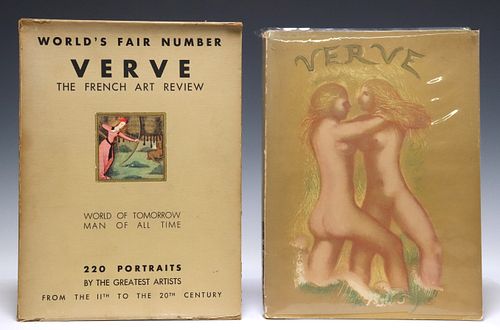 WORLD'S FAIR NUMBER
VERVE
THE FRENCH ART REVIEW
WORLD OF TOMORROW
MAN OF ALL TIME
220 PORTRAITS
BY THE GREATEST ARTISTS
FROM THE 11TH TO THE 20TH CENTURY
VERVE